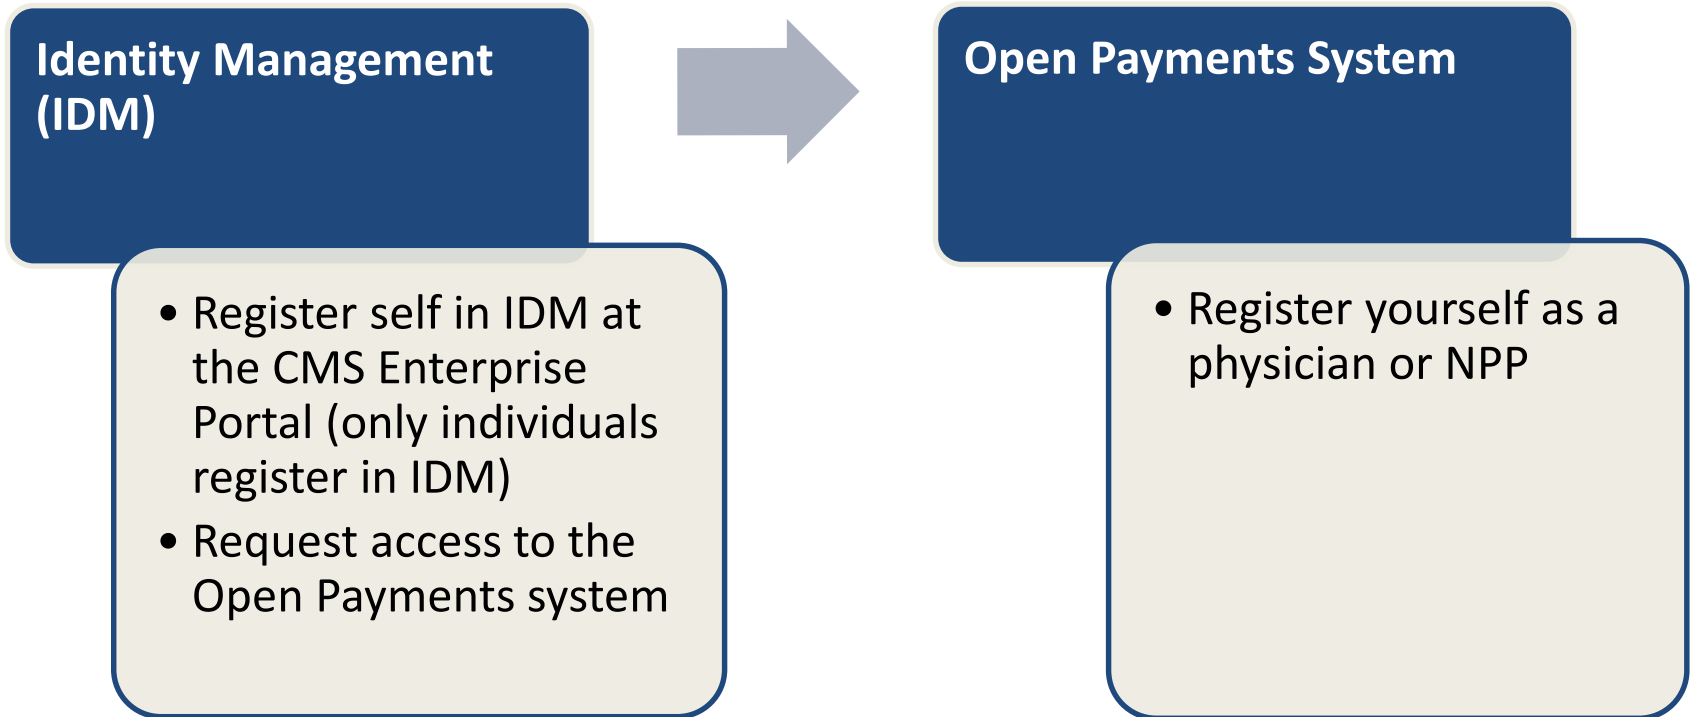 Identity Management
(IDM)
• Register self in IDM at
the CMS Enterprise
Portal (only individuals
register in IDM)
• Request access to the
Open Payments system
Open Payments System
• Register yourself as a
physician or NPP